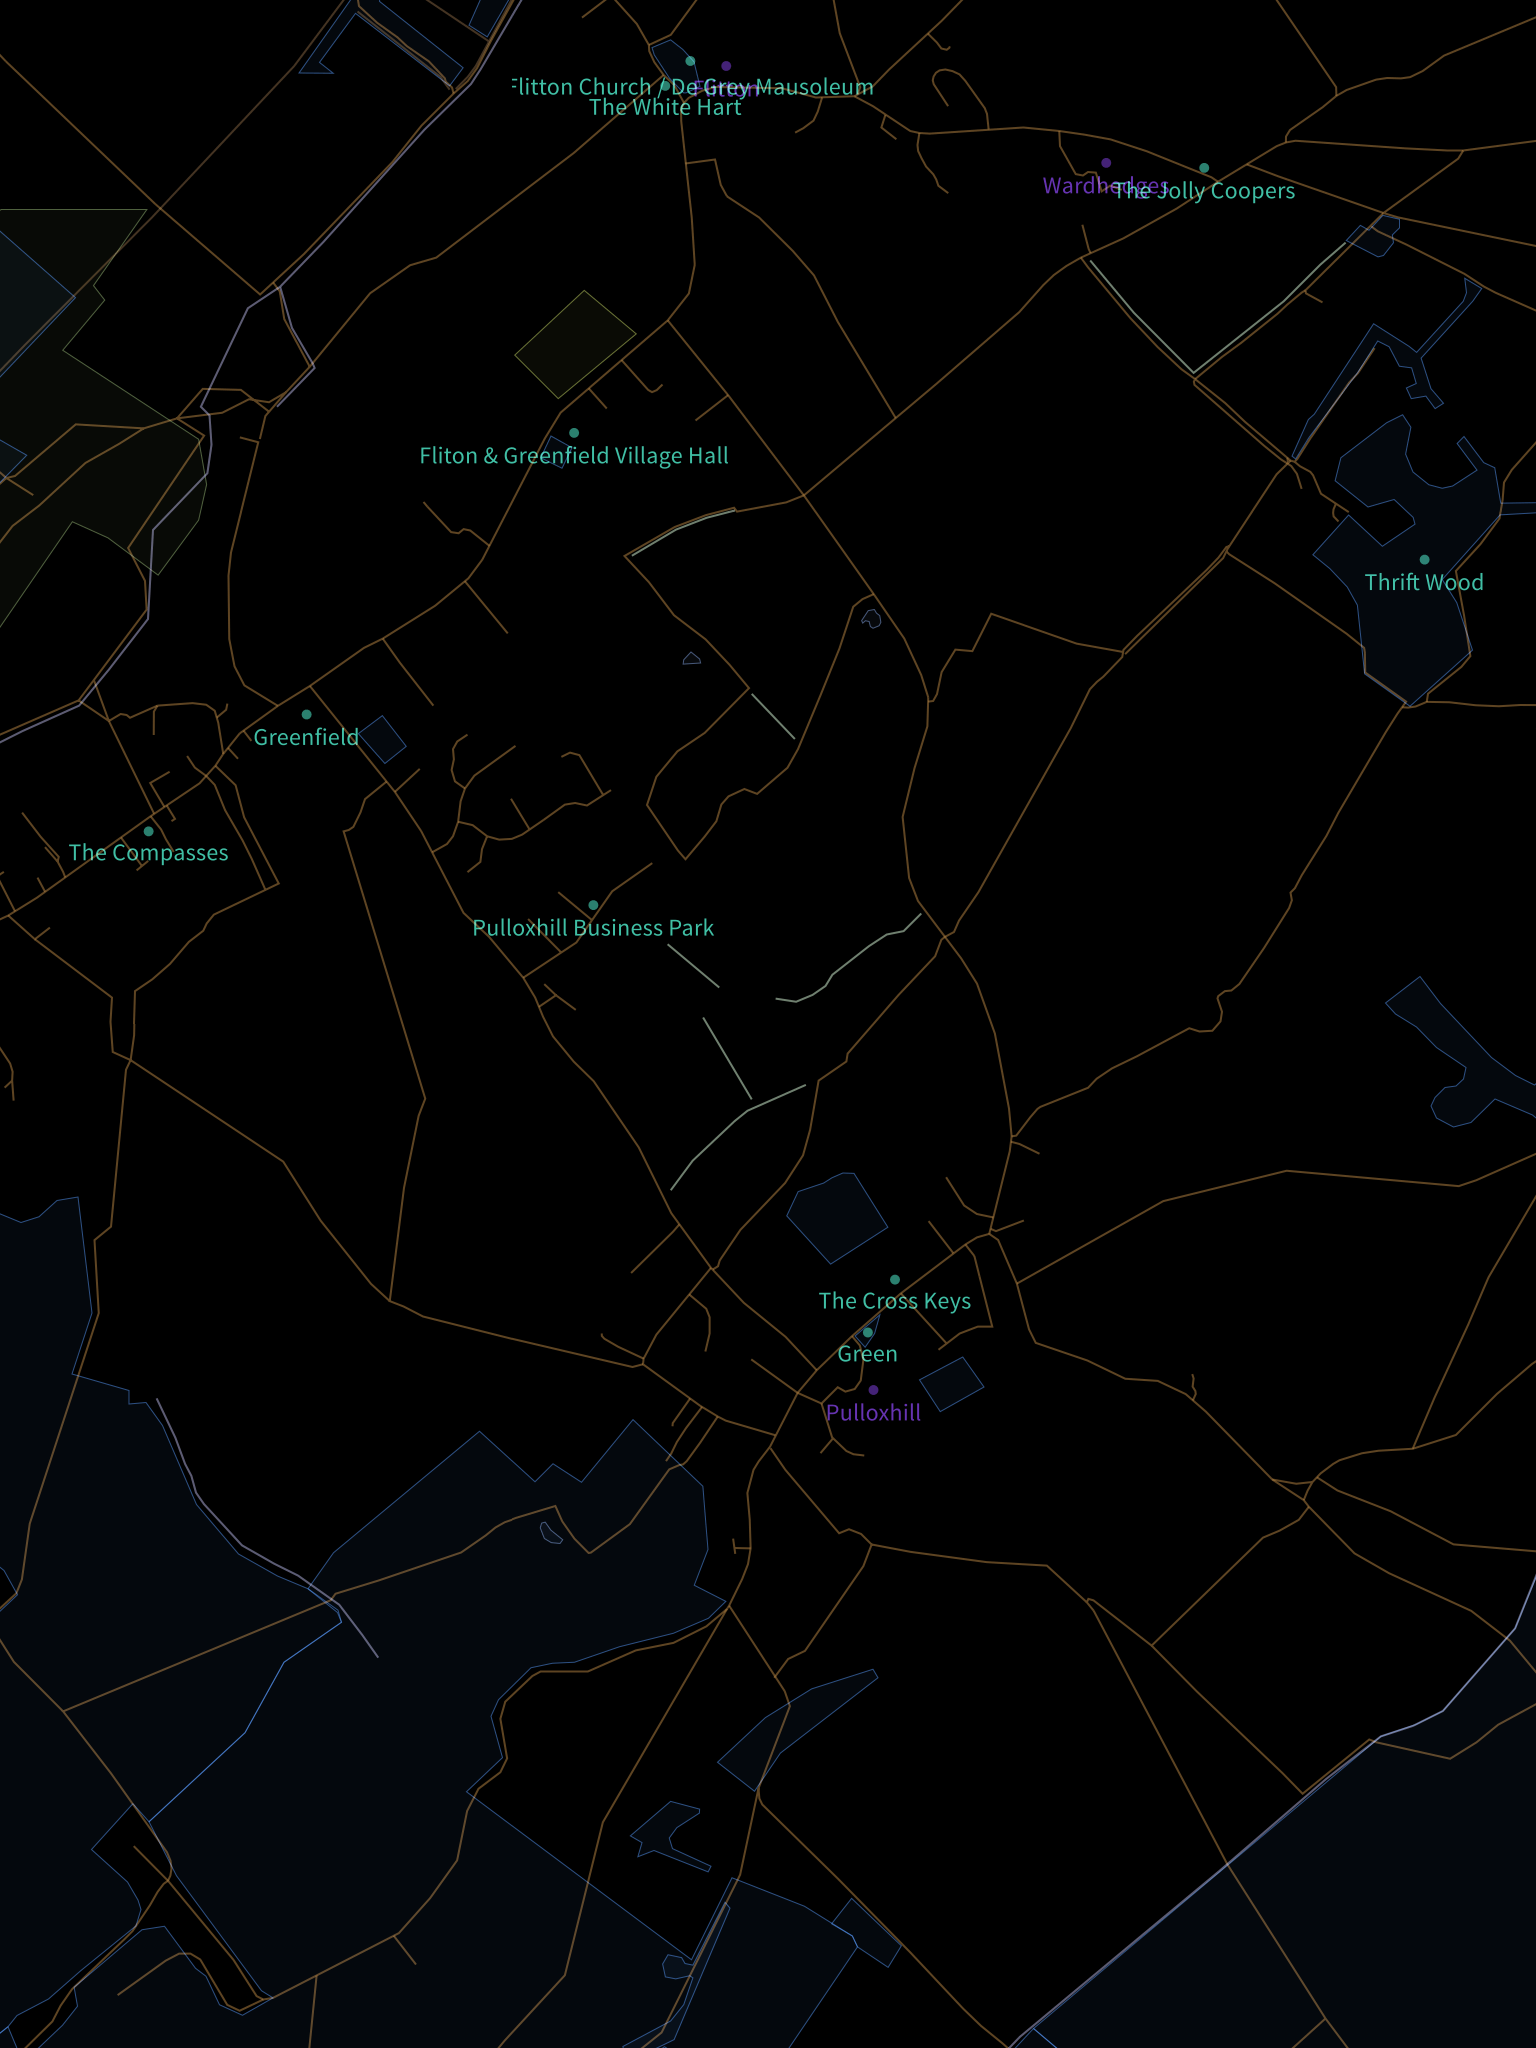 Flitton Church / De Grey Mausoleum
Flitton
The White Hart
Wardhedges
The Jolly Coopers
Fliton & Greenfield Village Hall
Thrift Wood
Greenfield
The Compasses
Pulloxhill Business Park
The Cross Keys
Green
Pulloxhill